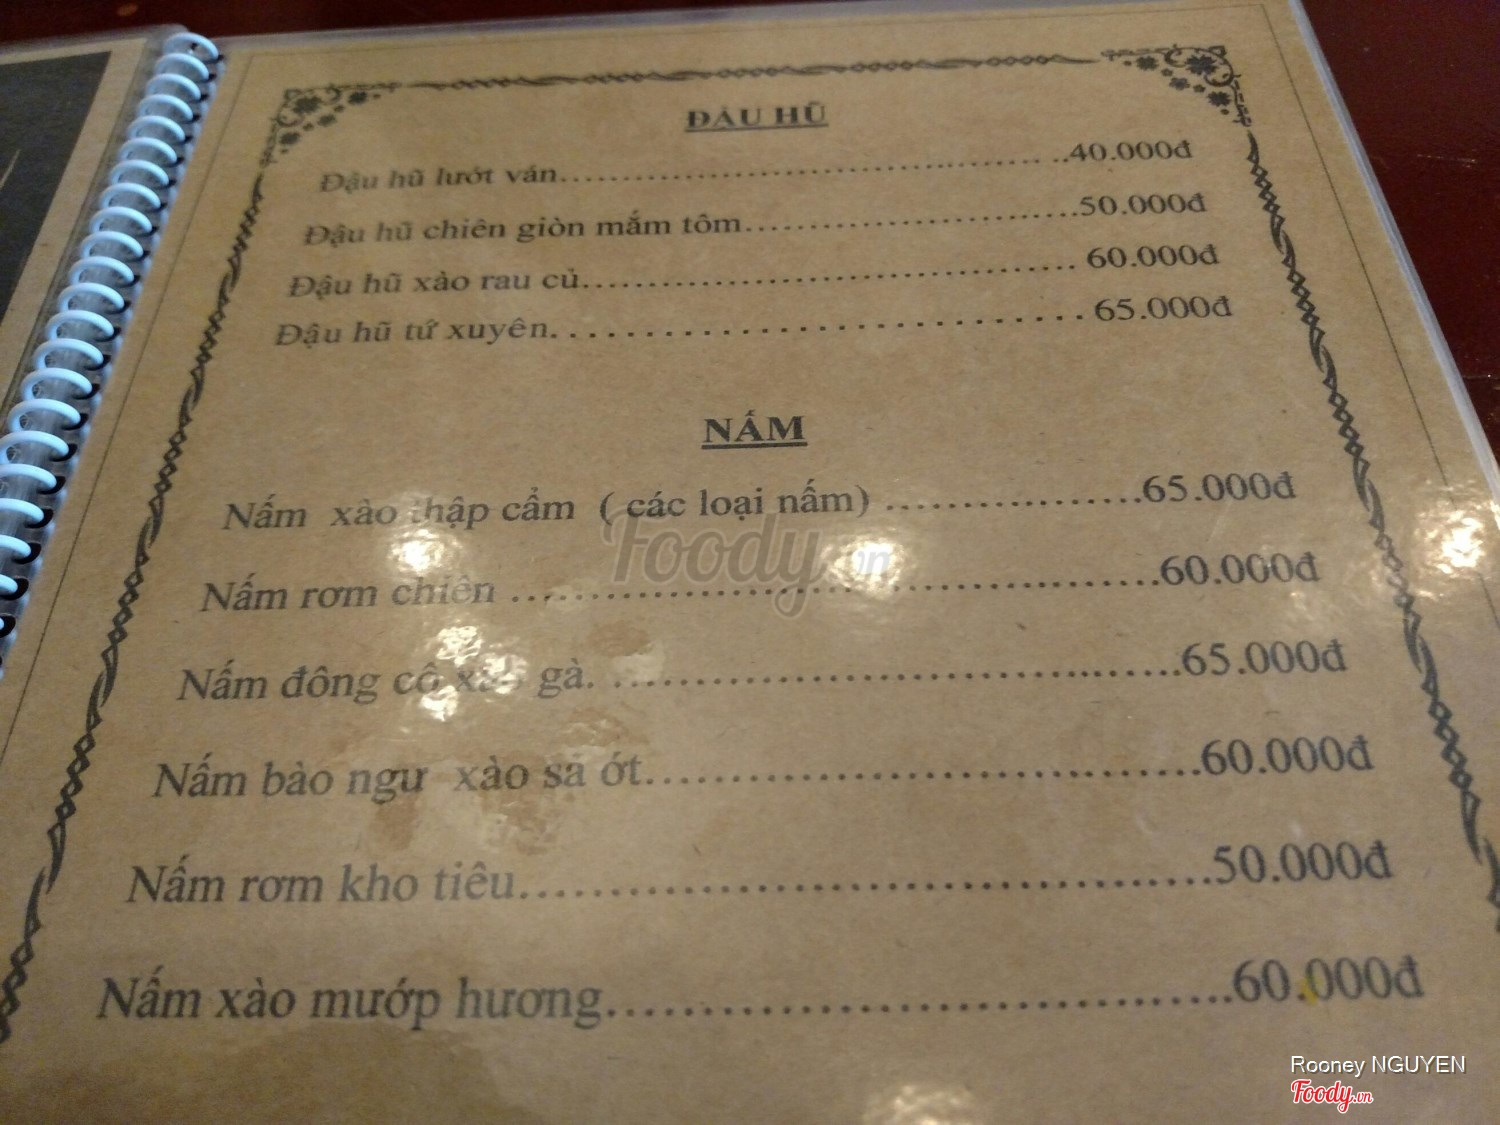 ĐẬU HŨ
Đậu hũ lướt ván.................................................40.000đ
Đậu hũ chiên giòn mắm tôm..............................50.000đ
Đậu hũ xào rau củ............................................ 60.000đ
Đậu hũ tứ xuyên. . . . . . . . . . . . . . . . . . . . . . . . . . . . . 65.000đ
NẤM
Nấm xào thập cẩm ( các loại nấm) .....................65.000đ
Nấm rơm chiên ..................................................60.000đ
Nấm đông cô xào gà. ........................................65.000đ
Nấm bào ngư xào sả ớt......................................60.000đ
Nấm rơm kho tiêu..............................................50.000đ
Nấm xào mướp hương........................................60.000đ
Foody.vn
Rooney NGUYEN
Foody.vn